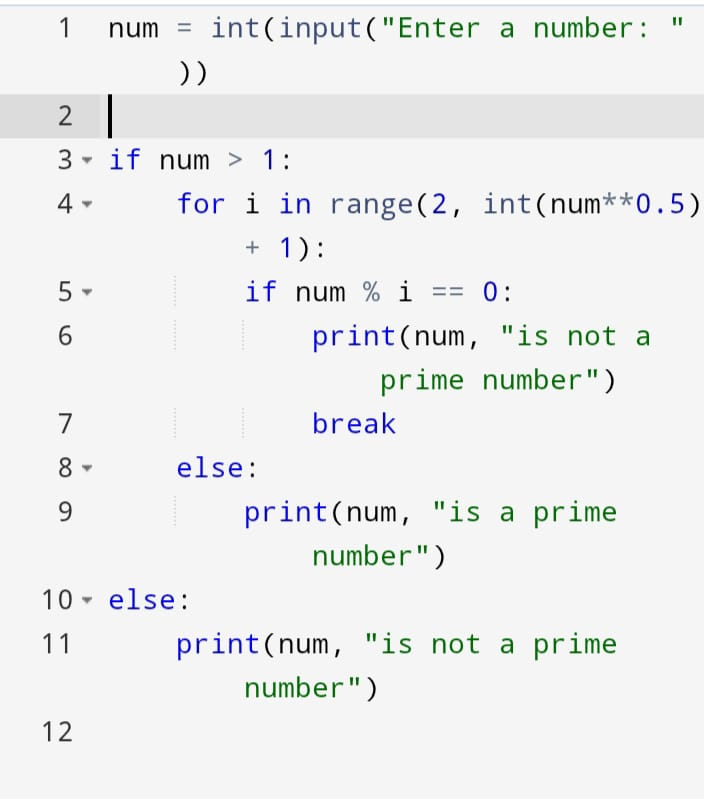 1 num = int(input("Enter a number: "
))
2
3 if num > 1:
4 for i in range(2, int(num**0.5)
+ 1):
5 if num % i == 0:
6 print(num, "is not a
prime number")
7 break
8 else:
9 print(num, "is a prime
number")
10 else:
11 print(num, "is not a prime
number")
12